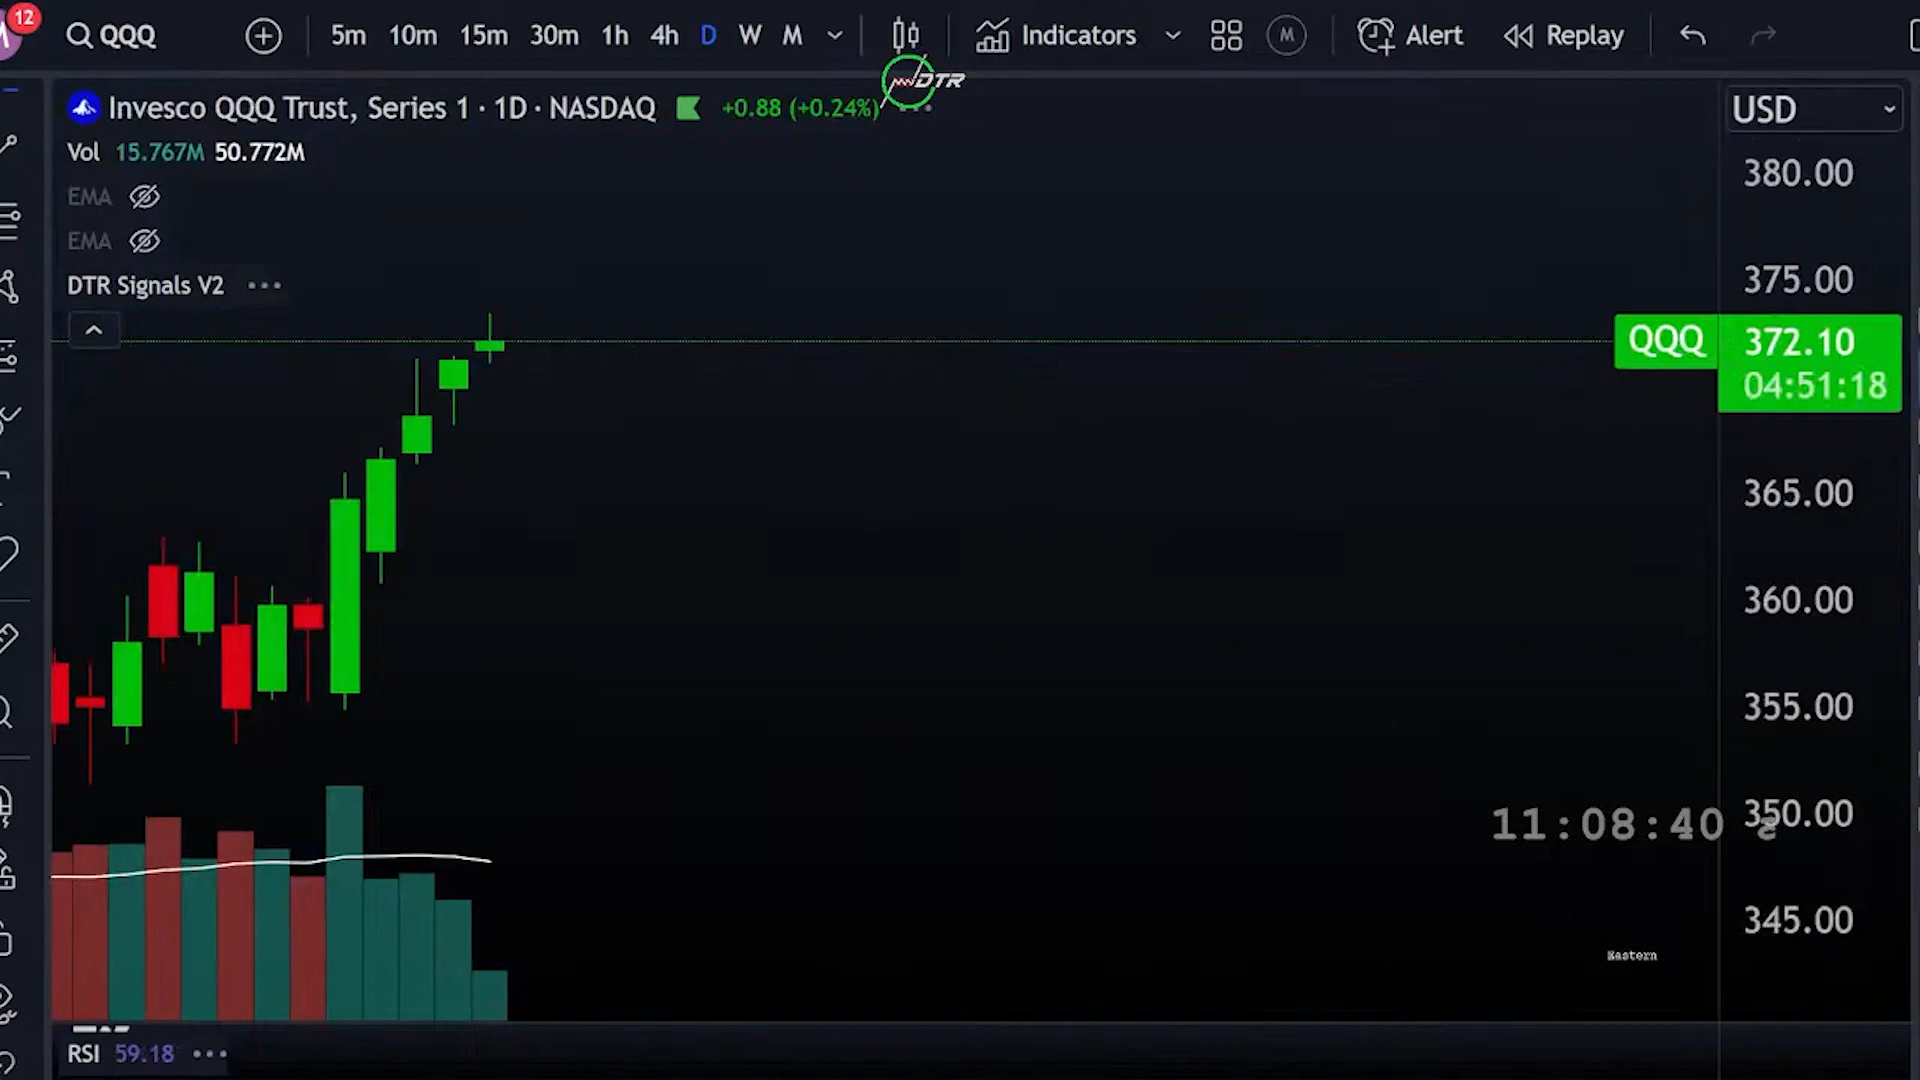 12
QQQ 5m 10m 15m 30m 1h 4h D W M Indicators M Alert Replay
DTR
Invesco QQQ Trust, Series 1 · 1D · NASDAQ +0.88 (+0.24%)
USD
Vol 15.767M 50.772M
380.00
EMA
EMA
DTR Signals V2
375.00
QQQ 372.10
04:51:18
365.00
360.00
355.00
350.00
11:08:40
345.00
Eastern
RSI 59.18